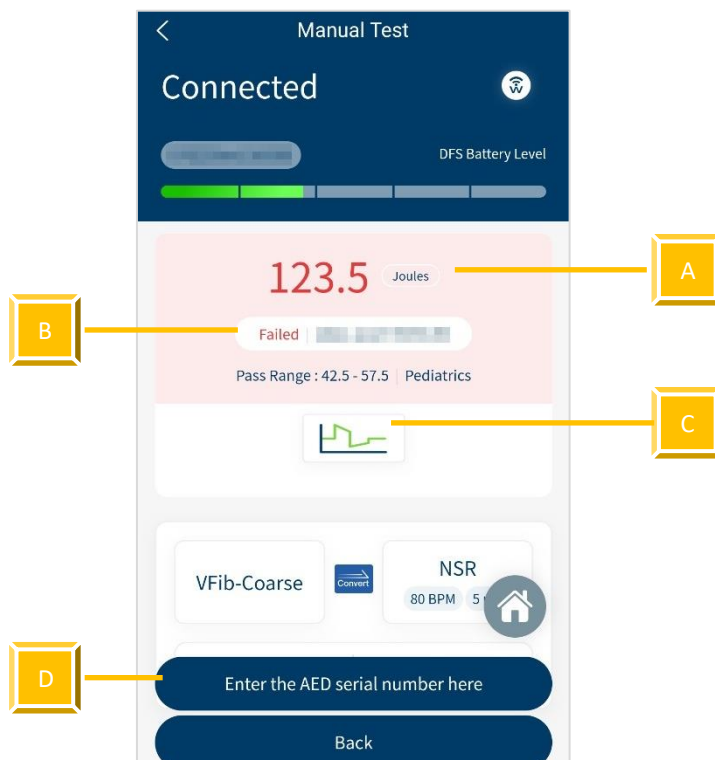 Manual Test
Connected
DFS Battery Level
123.5 Joules
A
B
Failed
Pass Range : 42.5 - 57.5 Pediatrics
C
VFib-Coarse
Convert
NSR
80 BPM 5
D
Enter the AED serial number here
Back